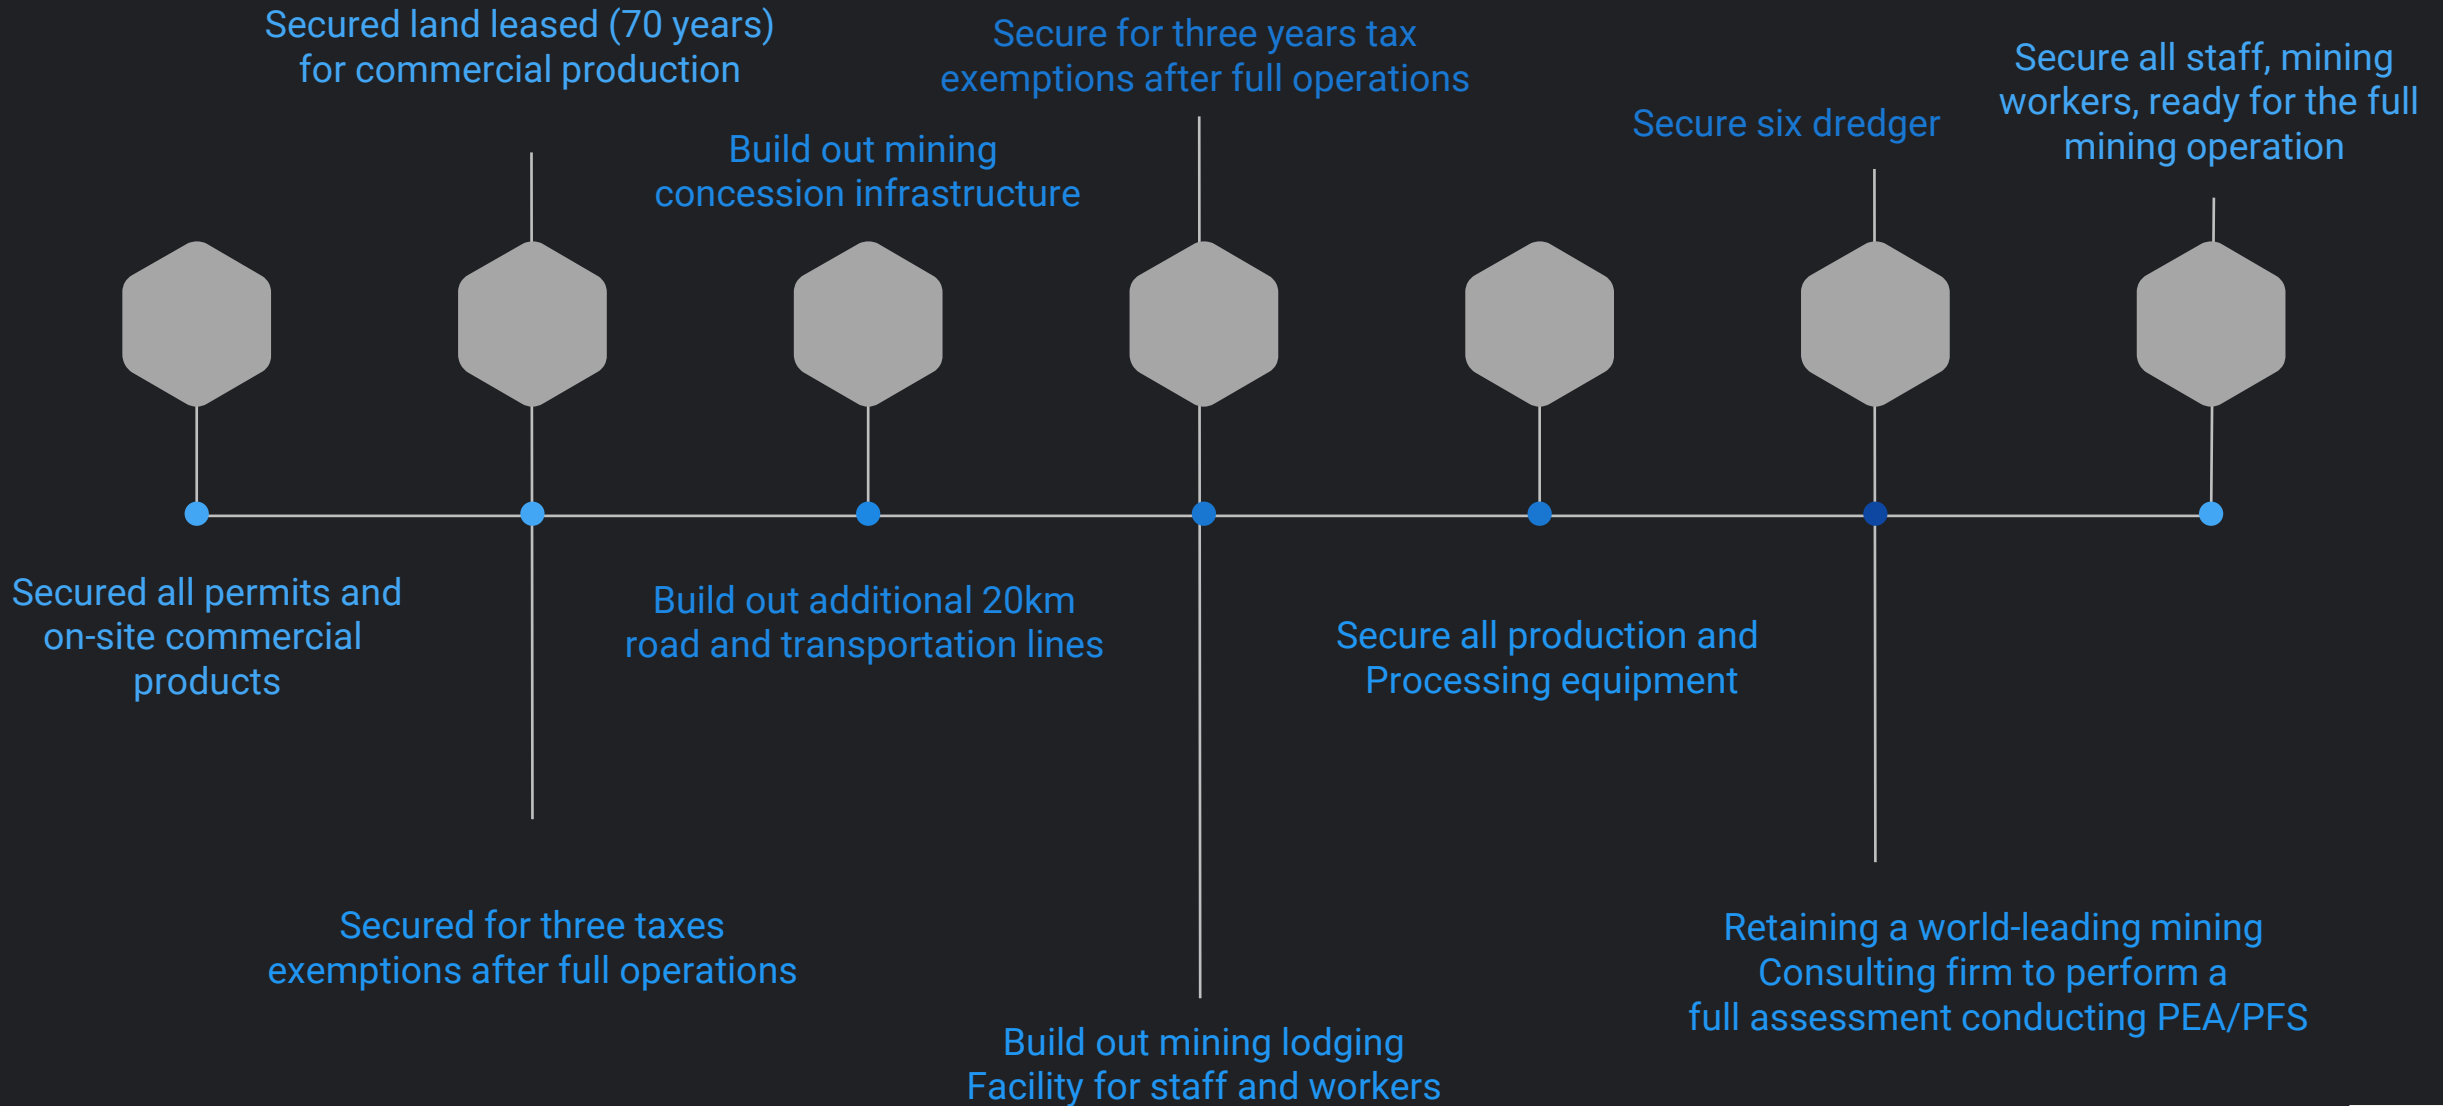 Secured land leased (70 years)
for commercial production
Secure for three years tax
exemptions after full operations
Secure all staff, mining
workers, ready for the full
mining operation
Secure six dredger
Build out mining
concession infrastructure
Secured all permits and
on-site commercial
products
Build out additional 20km
road and transportation lines
Secure all production and
Processing equipment
Secured for three taxes
exemptions after full operations
Retaining a world-leading mining
Consulting firm to perform a
full assessment conducting PEA/PFS
Build out mining lodging
Facility for staff and workers